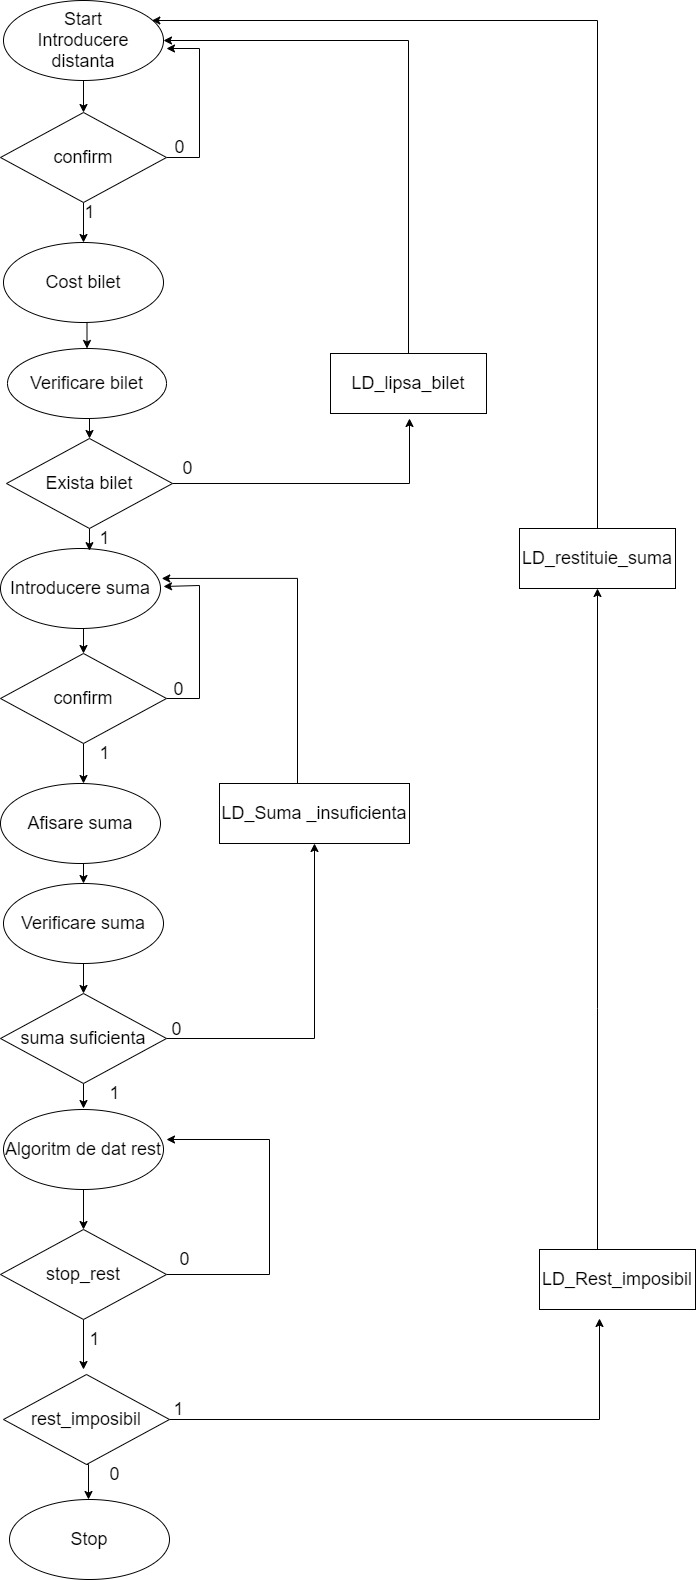 Start
Introducere
distanta
confirm
0
1
Cost bilet
Verificare bilet
LD_lipsa_bilet
Exista bilet
0
1
Introducere suma
LD_restituie_suma
confirm
0
1
Afisare suma
LD_Suma _insuficienta
Verificare suma
suma suficienta
0
1
Algoritm de dat rest
stop_rest
0
LD_Rest_imposibil
1
rest_imposibil
1
0
Stop